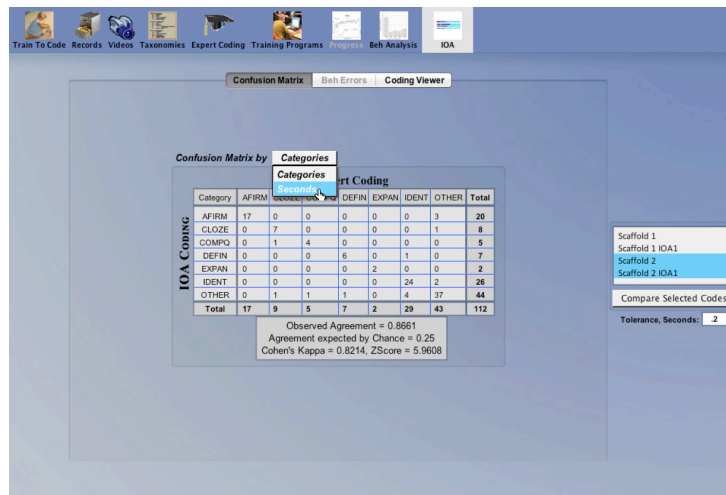 Train To Code Records Videos Taxonomies Expert Coding Training Programs Progress Beh Analysis IOA
Confusion Matrix Beh Errors Coding Viewer
Confusion Matrix by Categories
Categories
Seconds
ert Coding
IOA CODING
Category AFIRM CLOZE COMPQ DEFIN EXPAN IDENT OTHER Total
AFIRM 17 0 0 0 0 0 3 20
CLOZE 0 7 0 0 0 0 1 8
COMPQ 0 1 4 0 0 0 0 5
DEFIN 0 0 0 6 0 1 0 7
EXPAN 0 0 0 0 2 0 0 2
IDENT 0 0 0 0 0 24 2 26
OTHER 0 1 1 1 0 4 37 44
Total 17 9 5 7 2 29 43 112
Observed Agreement = 0.8661
Agreement expected by Chance = 0.25
Cohen's Kappa = 0.8214, ZScore = 5.9608
Scaffold 1
Scaffold 1 IOA1
Scaffold 2
Scaffold 2 IOA1
Compare Selected Codes
Tolerance, Seconds: .2